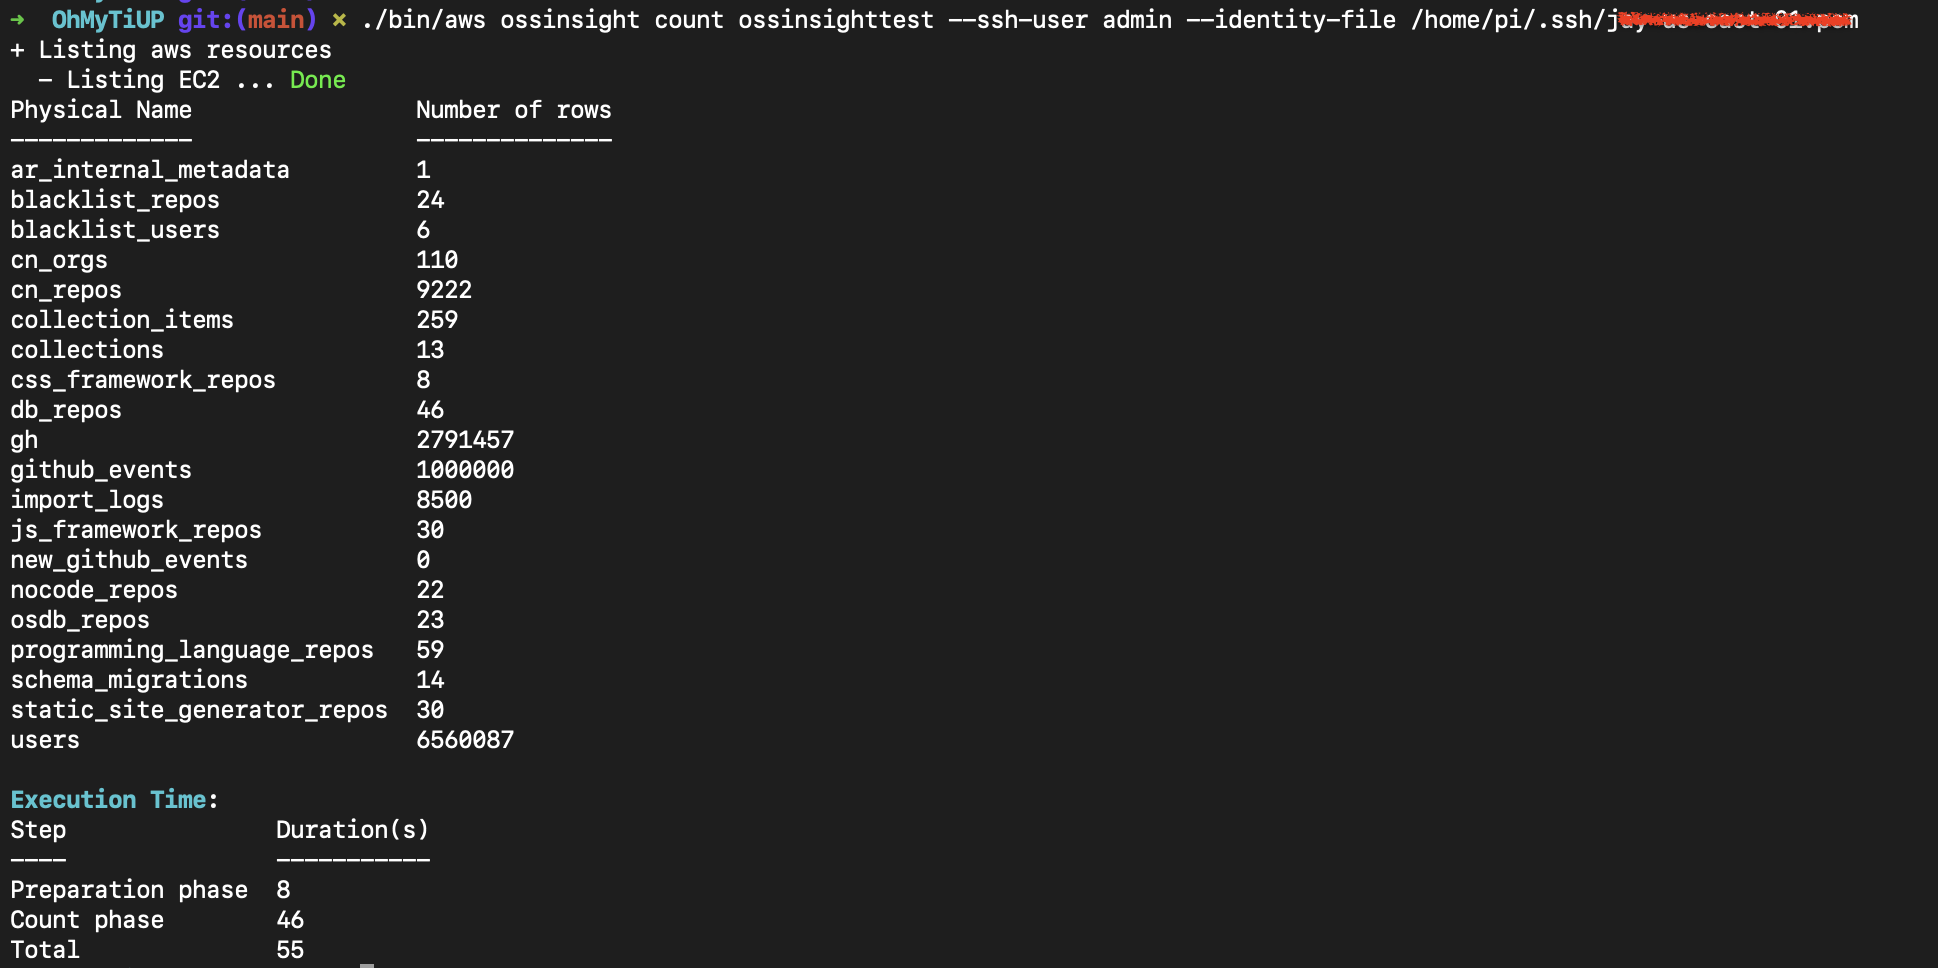 ➜ OhMyTiUP git:(main) ✗ ./bin/aws ossinsight count ossinsighttest --ssh-user admin --identity-file /home/pi/.ssh/
+ Listing aws resources
- Listing EC2 ... Done
Physical Name Number of rows
------------- --------------
ar_internal_metadata 1
blacklist_repos 24
blacklist_users 6
cn_orgs 110
cn_repos 9222
collection_items 259
collections 13
css_framework_repos 8
db_repos 46
gh 2791457
github_events 1000000
import_logs 8500
js_framework_repos 30
new_github_events 0
nocode_repos 22
osdb_repos 23
programming_language_repos 59
schema_migrations 14
static_site_generator_repos 30
users 6560087
Execution Time:
Step Duration(s)
---- -----------
Preparation phase 8
Count phase 46
Total 55